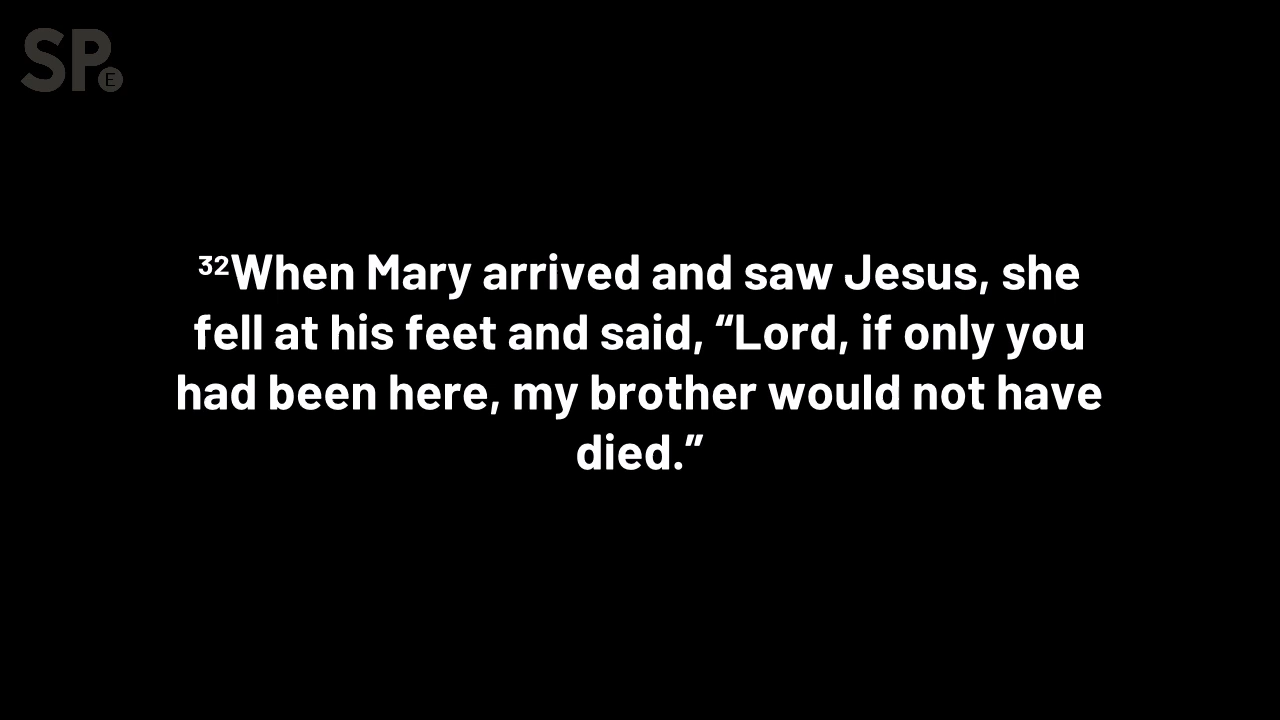 SP
E
³²When Mary arrived and saw Jesus, she
fell at his feet and said, “Lord, if only you
had been here, my brother would not have
died.”